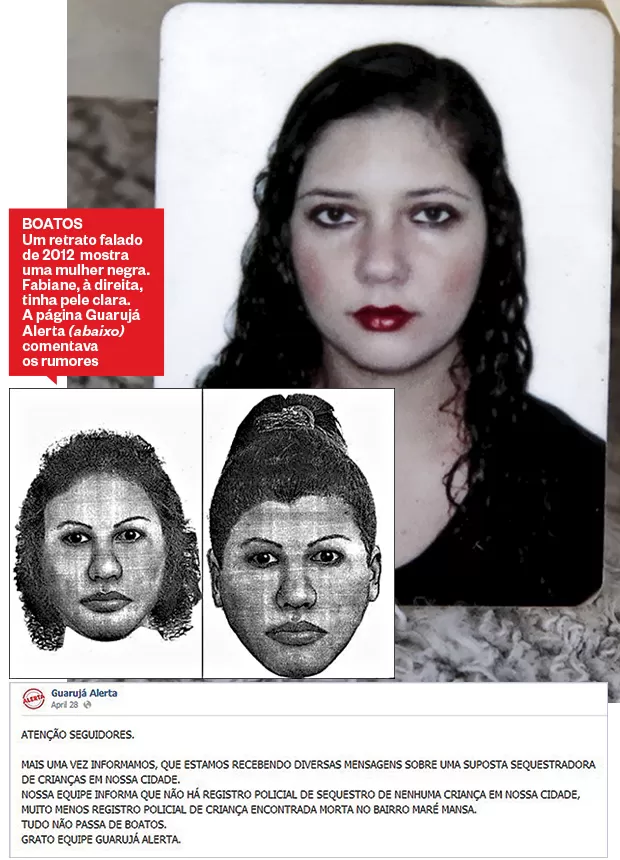 BOATOS
Um retrato falado
de 2012 mostra
uma mulher negra.
Fabiane, à direita,
tinha pele clara.
A página Guarujá
Alerta (abaixo)
comentava
os rumores
ALERTA
Guarujá Alerta
April 28
ATENÇÃO SEGUIDORES.
MAIS UMA VEZ INFORMAMOS, QUE ESTAMOS RECEBENDO DIVERSAS MENSAGENS SOBRE UMA SUPOSTA SEQUESTRADORA
DE CRIANÇAS EM NOSSA CIDADE.
NOSSA EQUIPE INFORMA QUE NÃO HÁ REGISTRO POLICIAL DE SEQUESTRO DE NENHUMA CRIANÇA EM NOSSA CIDADE,
MUITO MENOS REGISTRO POLICIAL DE CRIANÇA ENCONTRADA MORTA NO BAIRRO MARÉ MANSA.
TUDO NÃO PASSA DE BOATOS.
GRATO EQUIPE GUARUJÁ ALERTA.